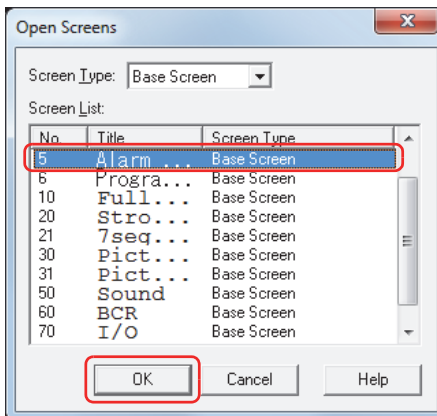 Open Screens
Screen Type: Base Screen
Screen List:
No. Title Screen Type
5 Alarm ... Base Screen
6 Progra... Base Screen
10 Full... Base Screen
20 Stro... Base Screen
21 7seg... Base Screen
30 Pict... Base Screen
31 Pict... Base Screen
50 Sound Base Screen
60 BCR Base Screen
70 I/O Base Screen
OK Cancel Help